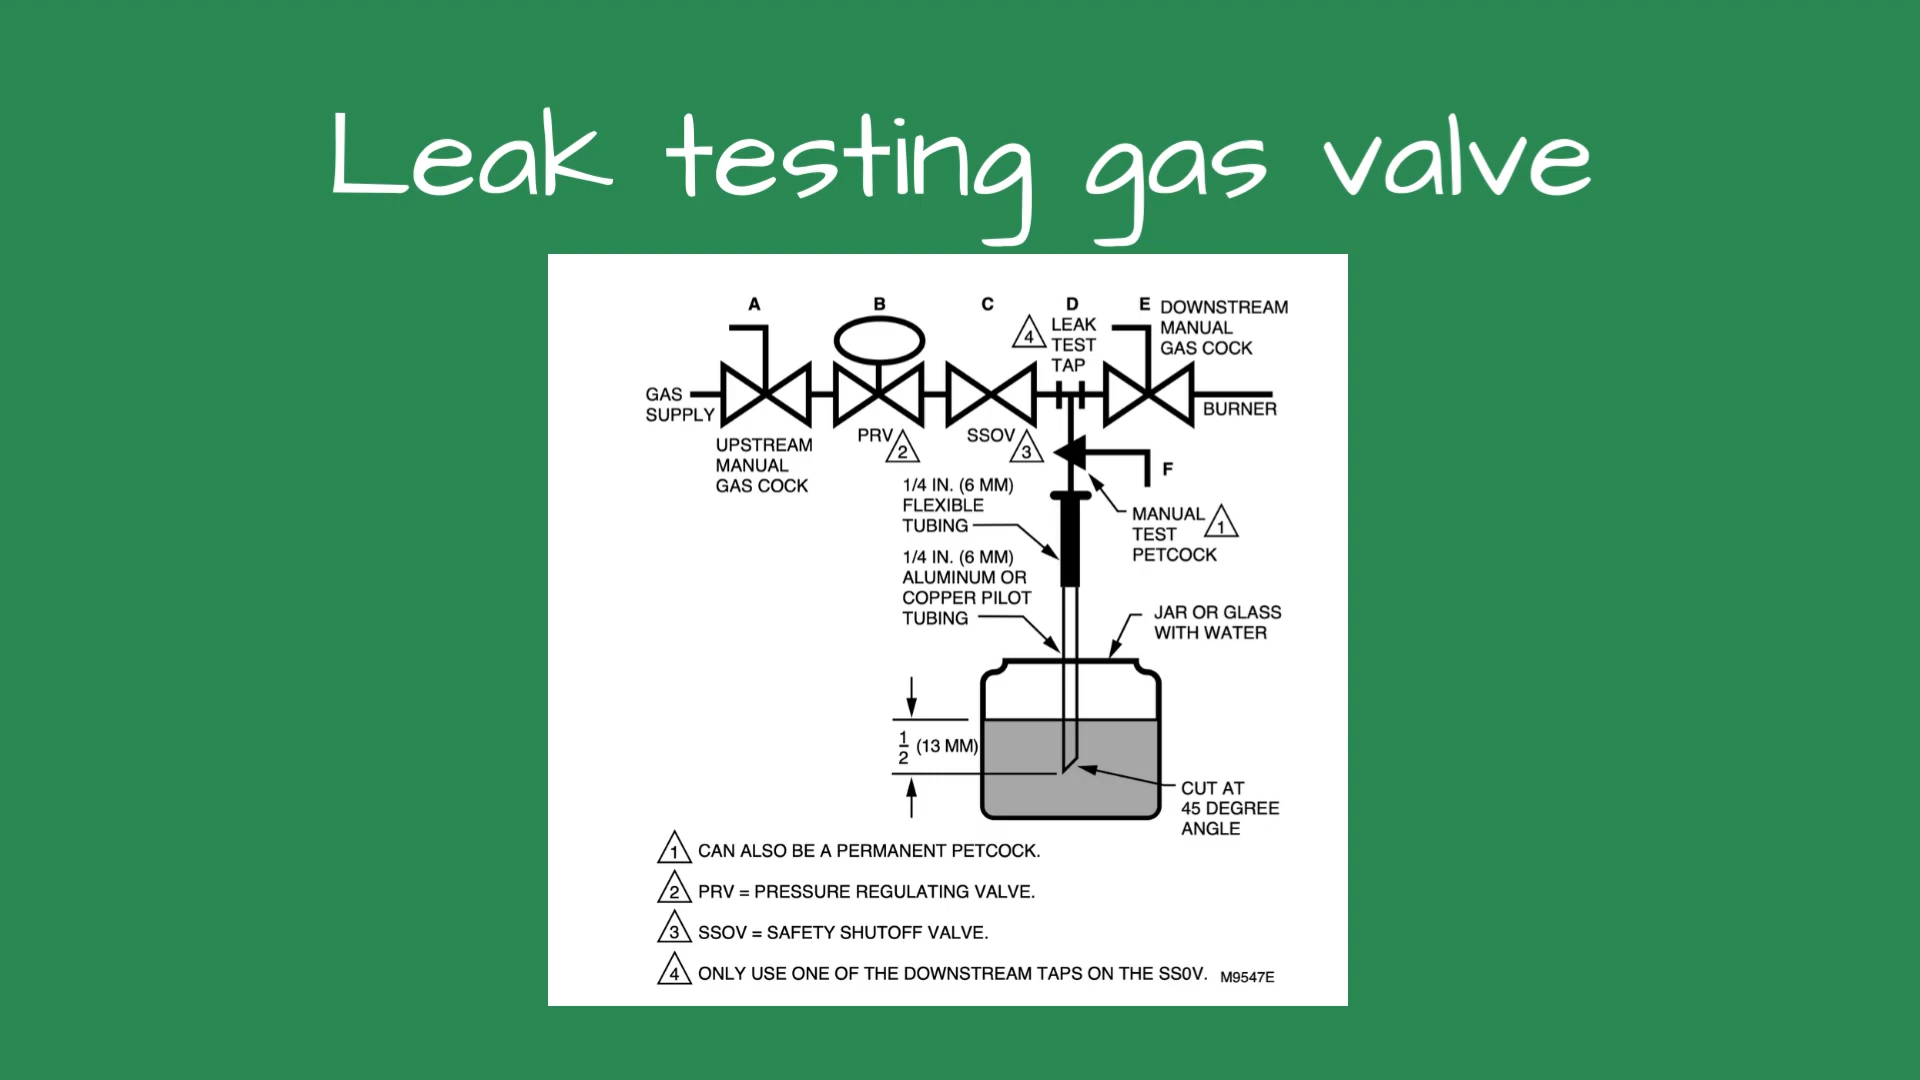 Leak testing gas valve
A
B
C
D
E
DOWNSTREAM
MANUAL
GAS COCK
4
LEAK
TEST
TAP
GAS
SUPPLY
BURNER
UPSTREAM
MANUAL
GAS COCK
PRV 2
SSOV 3
F
1/4 IN. (6 MM)
FLEXIBLE
TUBING
MANUAL
TEST
PETCOCK
1
1/4 IN. (6 MM)
ALUMINUM OR
COPPER PILOT
TUBING
JAR OR GLASS
WITH WATER
1/2 (13 MM)
CUT AT
45 DEGREE
ANGLE
1 CAN ALSO BE A PERMANENT PETCOCK.
2 PRV = PRESSURE REGULATING VALVE.
3 SSOV = SAFETY SHUTOFF VALVE.
4 ONLY USE ONE OF THE DOWNSTREAM TAPS ON THE SS0V.
M9547E